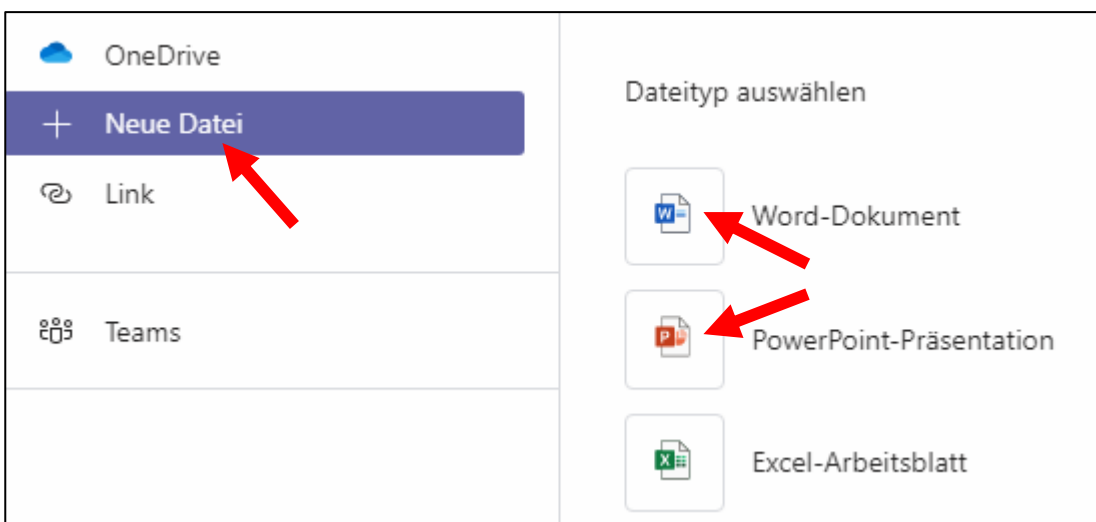 OneDrive
Neue Datei
Link
Teams
Dateityp auswählen
Word-Dokument
PowerPoint-Präsentation
Excel-Arbeitsblatt